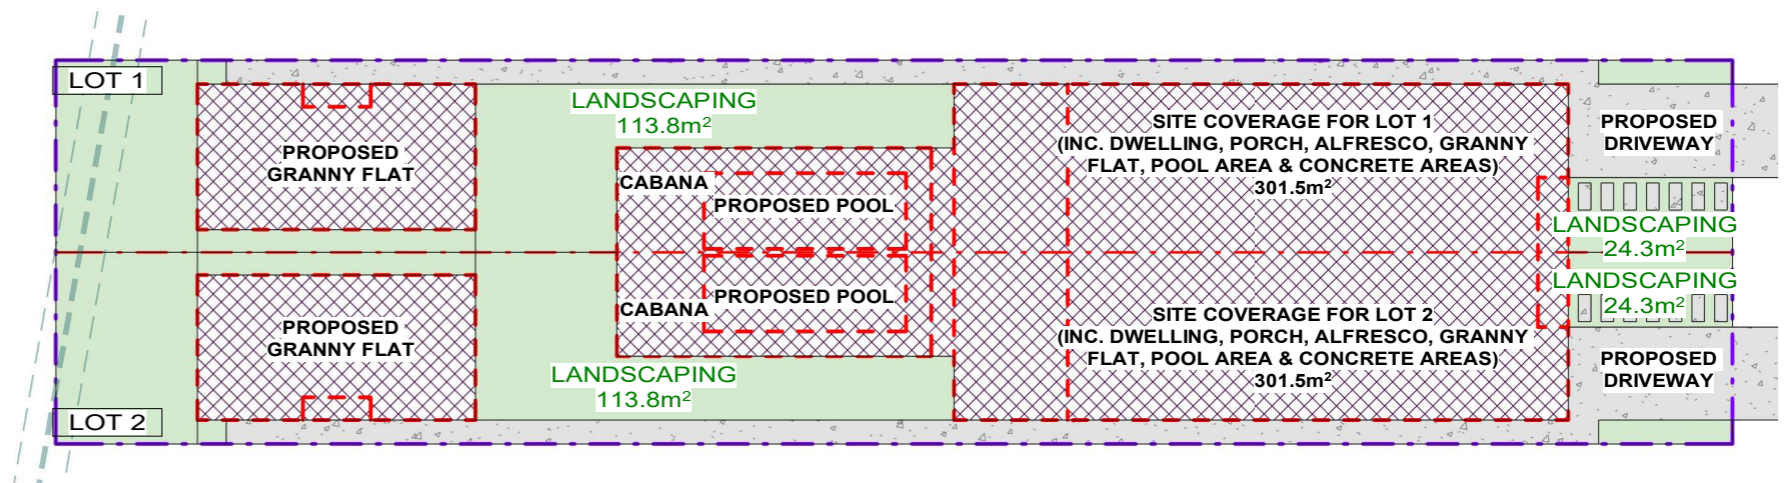 LOT 1
LANDSCAPING
113.8m²
PROPOSED
GRANNY FLAT
CABANA
PROPOSED POOL
SITE COVERAGE FOR LOT 1
(INC. DWELLING, PORCH, ALFRESCO, GRANNY
FLAT, POOL AREA & CONCRETE AREAS)
301.5m²
PROPOSED
DRIVEWAY
LANDSCAPING
24.3m²
LANDSCAPING
24.3m²
PROPOSED
GRANNY FLAT
CABANA
PROPOSED POOL
SITE COVERAGE FOR LOT 2
(INC. DWELLING, PORCH, ALFRESCO, GRANNY
FLAT, POOL AREA & CONCRETE AREAS)
301.5m²
PROPOSED
DRIVEWAY
LANDSCAPING
113.8m²
LOT 2